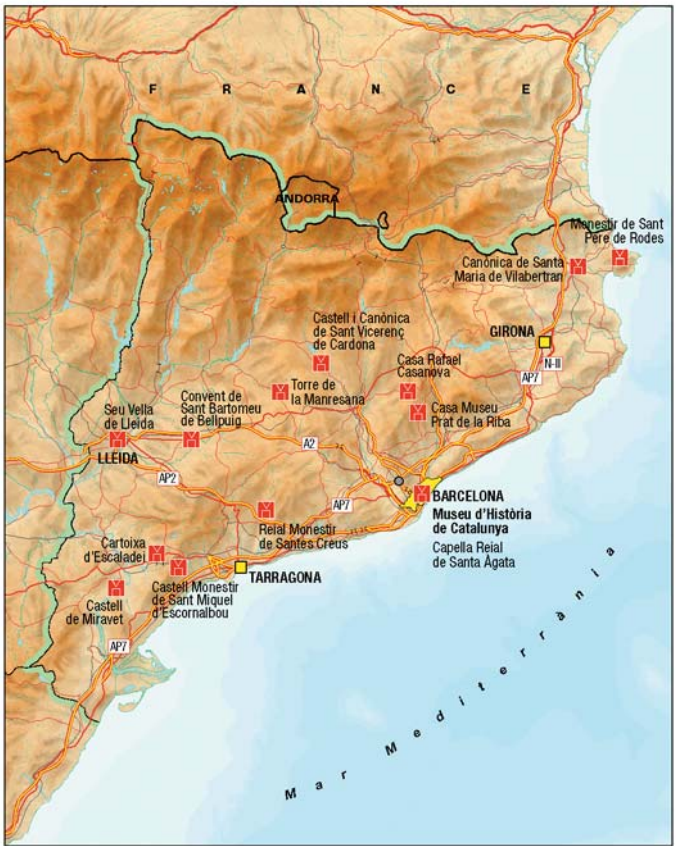 F R A N C E
ANDORRA
Monestir de Sant
Pere de Rodes
Canònica de Santa
Maria de Vilabertran
Castell i Canònica
de Sant Vicerenç
de Cardona
GIRONA
N-II
AP7
Casa Rafael
Casanova
Torre de
la Manresana
Casa Museu
Prat de la Riba
Seu Vella
de Lleida
Convent de
Sant Bartomeu
de Bellpuig
A2
LLEIDA
AP2
AP7
BARCELONA
Museu d'Història
de Catalunya
Capella Reial
de Santa Àgata
Reial Monestir
de Santes Creus
Cartoixa
d'Escaladei
TARRAGONA
Castell Monestir
de Sant Miquel
d'Escornalbou
Castell
de Miravet
AP7
Mar Mediterrània